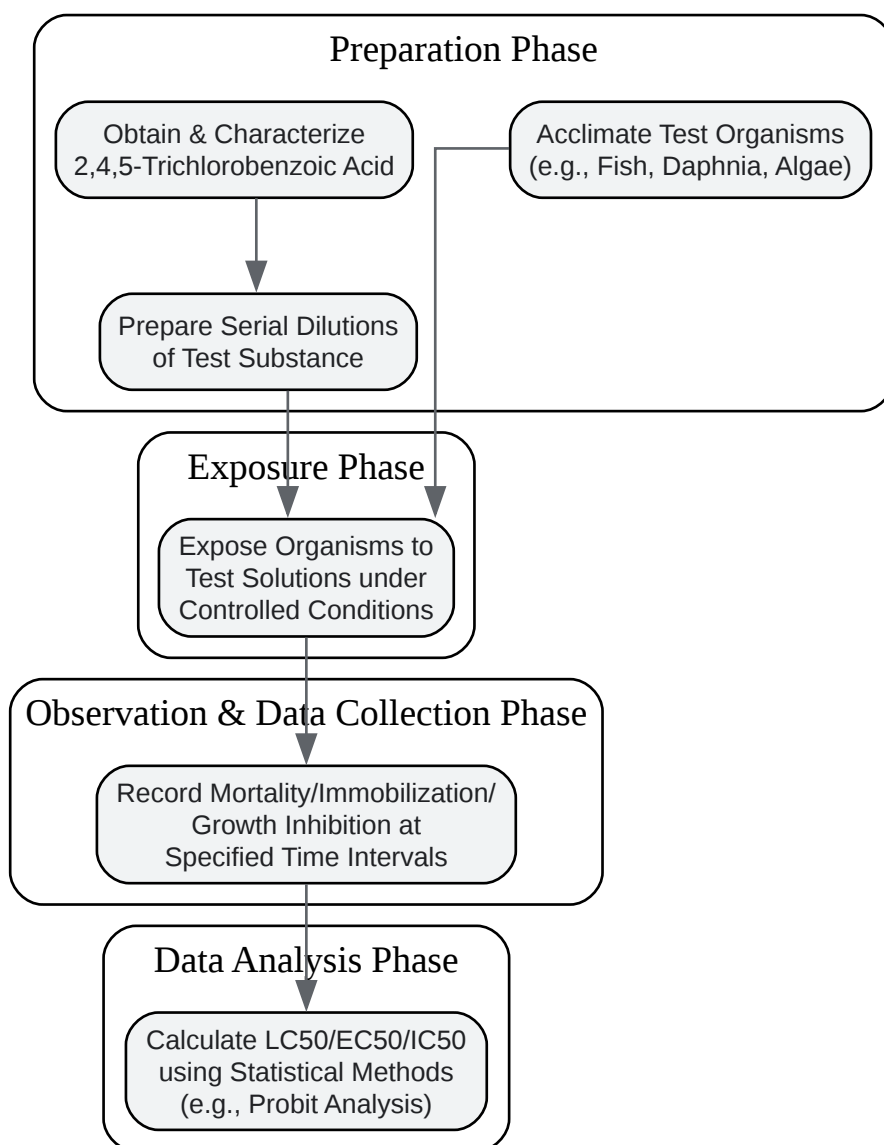 Preparation Phase
Obtain & Characterize
2,4,5-Trichlorobenzoic Acid
Acclimate Test Organisms
(e.g., Fish, Daphnia, Algae)
Prepare Serial Dilutions
of Test Substance
Exposure Phase
Expose Organisms to
Test Solutions under
Controlled Conditions
Observation & Data Collection Phase
Record Mortality/Immobilization/
Growth Inhibition at
Specified Time Intervals
Data Analysis Phase
Calculate LC50/EC50/IC50
using Statistical Methods
(e.g., Probit Analysis)